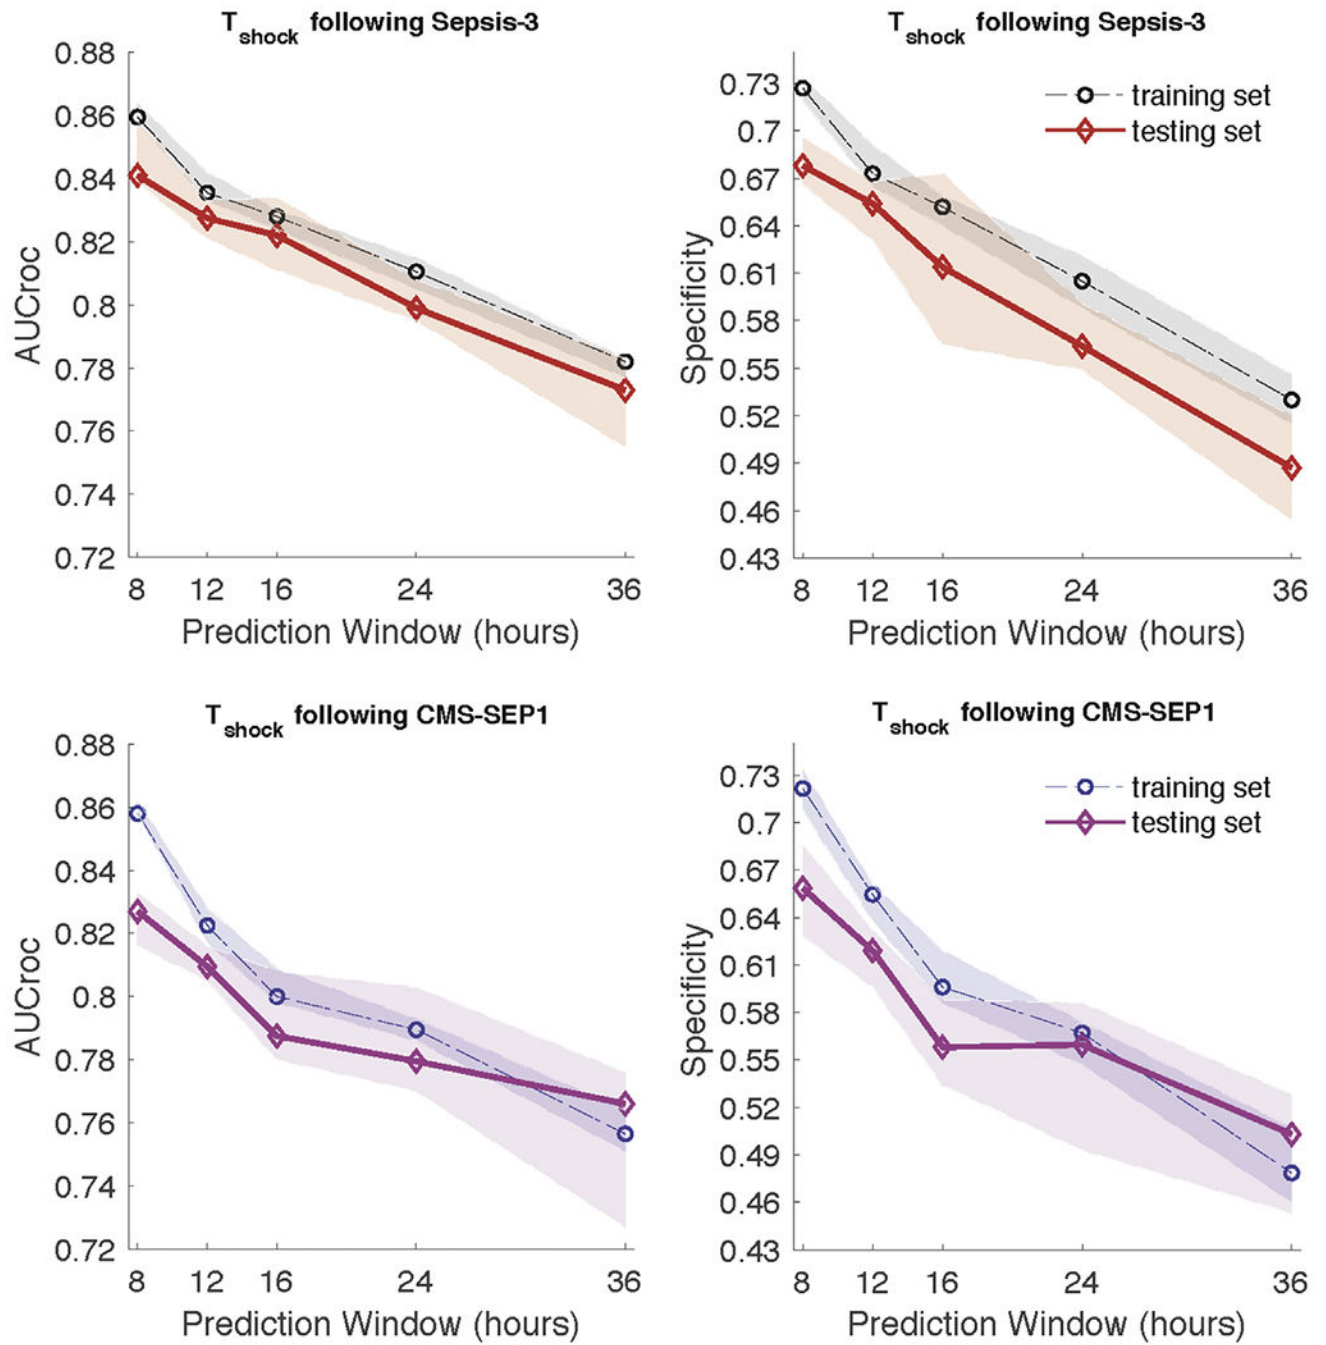 T_shock following Sepsis-3
AUCroc
0.88
0.86
0.84
0.82
0.8
0.78
0.76
0.74
0.72
8 12 16 24 36
Prediction Window (hours)
T_shock following Sepsis-3
Specificity
0.73
0.7
0.67
0.64
0.61
0.58
0.55
0.52
0.49
0.46
0.43
training set
testing set
8 12 16 24 36
Prediction Window (hours)
T_shock following CMS-SEP1
AUCroc
0.88
0.86
0.84
0.82
0.8
0.78
0.76
0.74
0.72
8 12 16 24 36
Prediction Window (hours)
T_shock following CMS-SEP1
Specificity
0.73
0.7
0.67
0.64
0.61
0.58
0.55
0.52
0.49
0.46
0.43
training set
testing set
8 12 16 24 36
Prediction Window (hours)